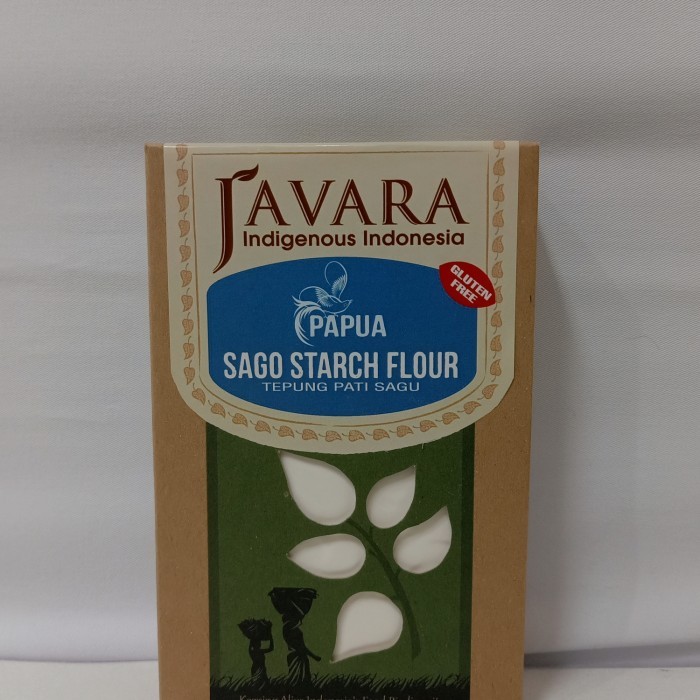 JAVARA
Indigenous Indonesia
GLUTEN
FREE
PAPUA
SAGO STARCH FLOUR
TEPUNG PATI SAGU